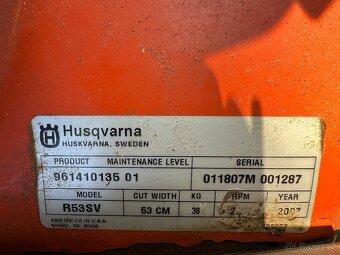 Husqvarna
HUSKVARNA, SWEDEN
PRODUCT MAINTENANCE LEVEL SERIAL
961410135 01 011807M 001287
MODEL CUT WIDTH KG RPM YEAR
R53SV 53 CM 38 2007
ASSEMBLED IN U.S.A.